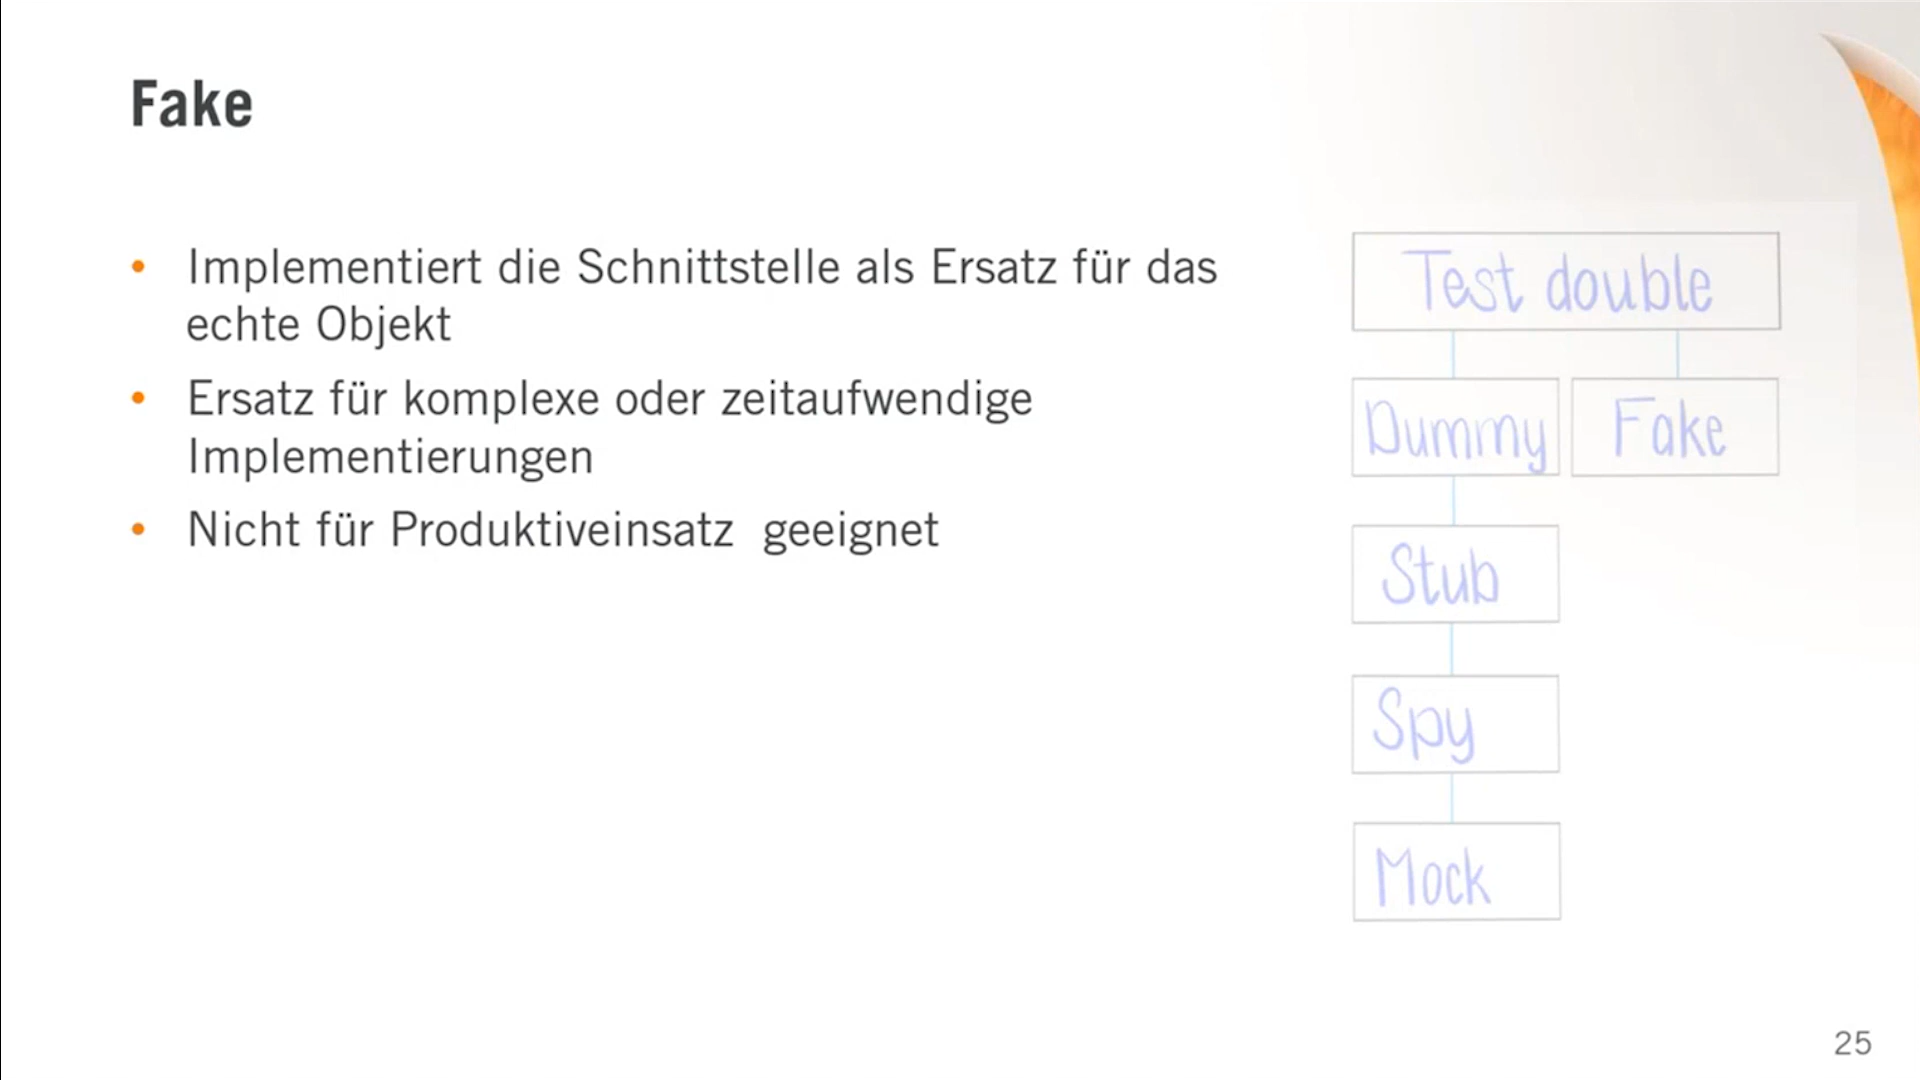 Fake
Implementiert die Schnittstelle als Ersatz für das
echte Objekt
Ersatz für komplexe oder zeitaufwendige
Implementierungen
Nicht für Produktiveinsatz  geeignet
Test double
Dummy
Fake
Stub
Spy
Mock
25